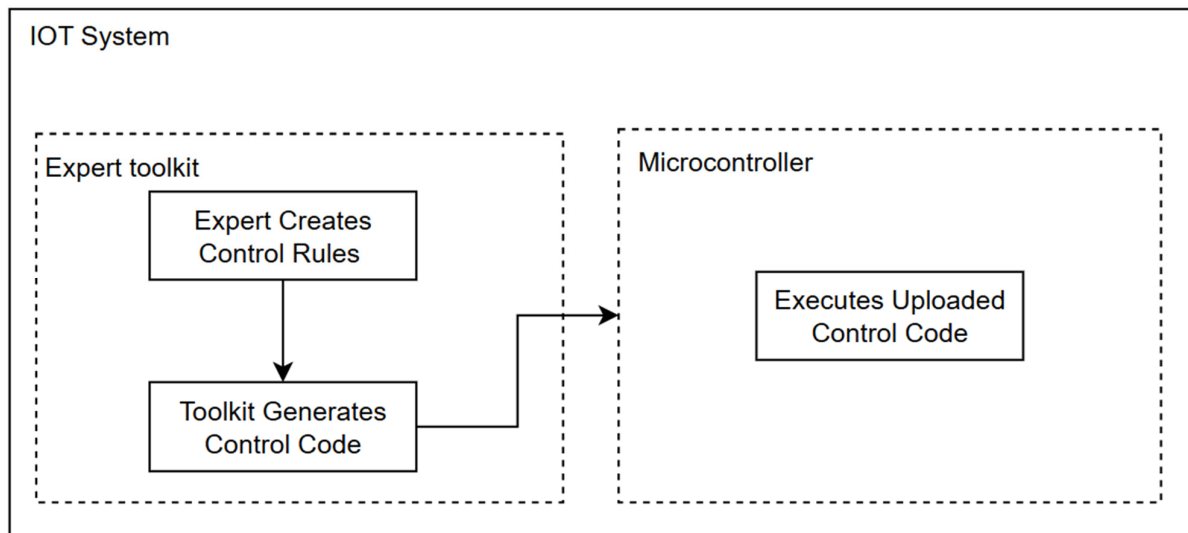 IOT System
Expert toolkit
Expert Creates
Control Rules
Toolkit Generates
Control Code
Microcontroller
Executes Uploaded
Control Code